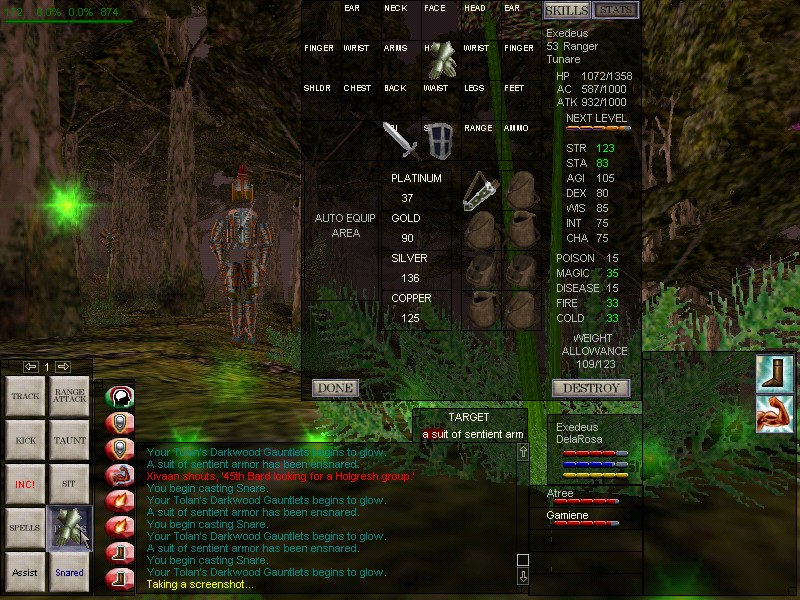 102 0.0% 0.0% 874
EAR NECK FACE HEAD EAR
SKILLS STATS
FINGER WRIST ARMS WRIST FINGER
SHLDR CHEST BACK WAIST LEGS FEET
RANGE AMMO
Exedeus
53 Ranger
Tunare
HP 1072/1358
AC 587/1000
ATK 932/1000
NEXT LEVEL
STR 123
STA 83
AGI 105
DEX 80
WIS 85
INT 75
CHA 75
POISON 15
MAGIC 35
DISEASE 15
FIRE 33
COLD 33
WEIGHT
ALLOWANCE
109/123
AUTO EQUIP
AREA
PLATINUM
37
GOLD
90
SILVER
136
COPPER
125
DONE
DESTROY
TARGET
a suit of sentient arm
Exedeus
DelaRosa
Atree
Gamiene
1
TRACK
RANGE
ATTACK
KICK
TAUNT
INC!
SIT
SPELLS
Assist
Snared
Your Tolan's Darkwood Gauntlets begins to glow.
A suit of sentient armor has been ensnared.
Xivaan shouts, '45th Bard looking for a Holgresh group.'
You begin casting Snare.
Your Tolan's Darkwood Gauntlets begins to glow.
A suit of sentient armor has been ensnared.
You begin casting Snare.
Your Tolan's Darkwood Gauntlets begins to glow.
A suit of sentient armor has been ensnared.
You begin casting Snare.
Your Tolan's Darkwood Gauntlets begins to glow.
Taking a screenshot...